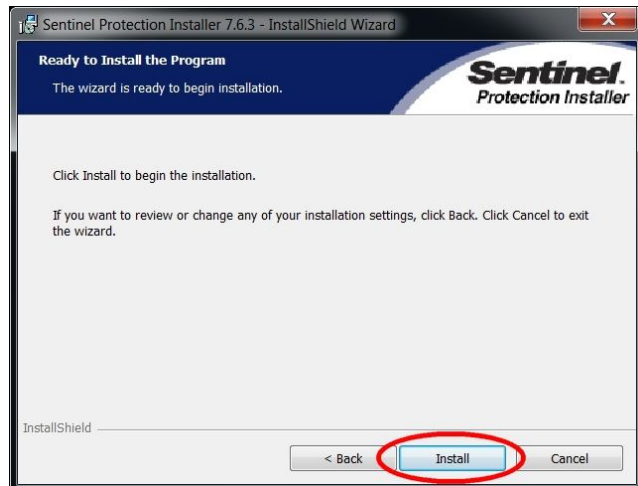 Sentinel Protection Installer 7.6.3 - InstallShield Wizard
Ready to Install the Program
The wizard is ready to begin installation.
Sentinel.
Protection Installer
Click Install to begin the installation.
If you want to review or change any of your installation settings, click Back. Click Cancel to exit
the wizard.
InstallShield
< Back Install Cancel